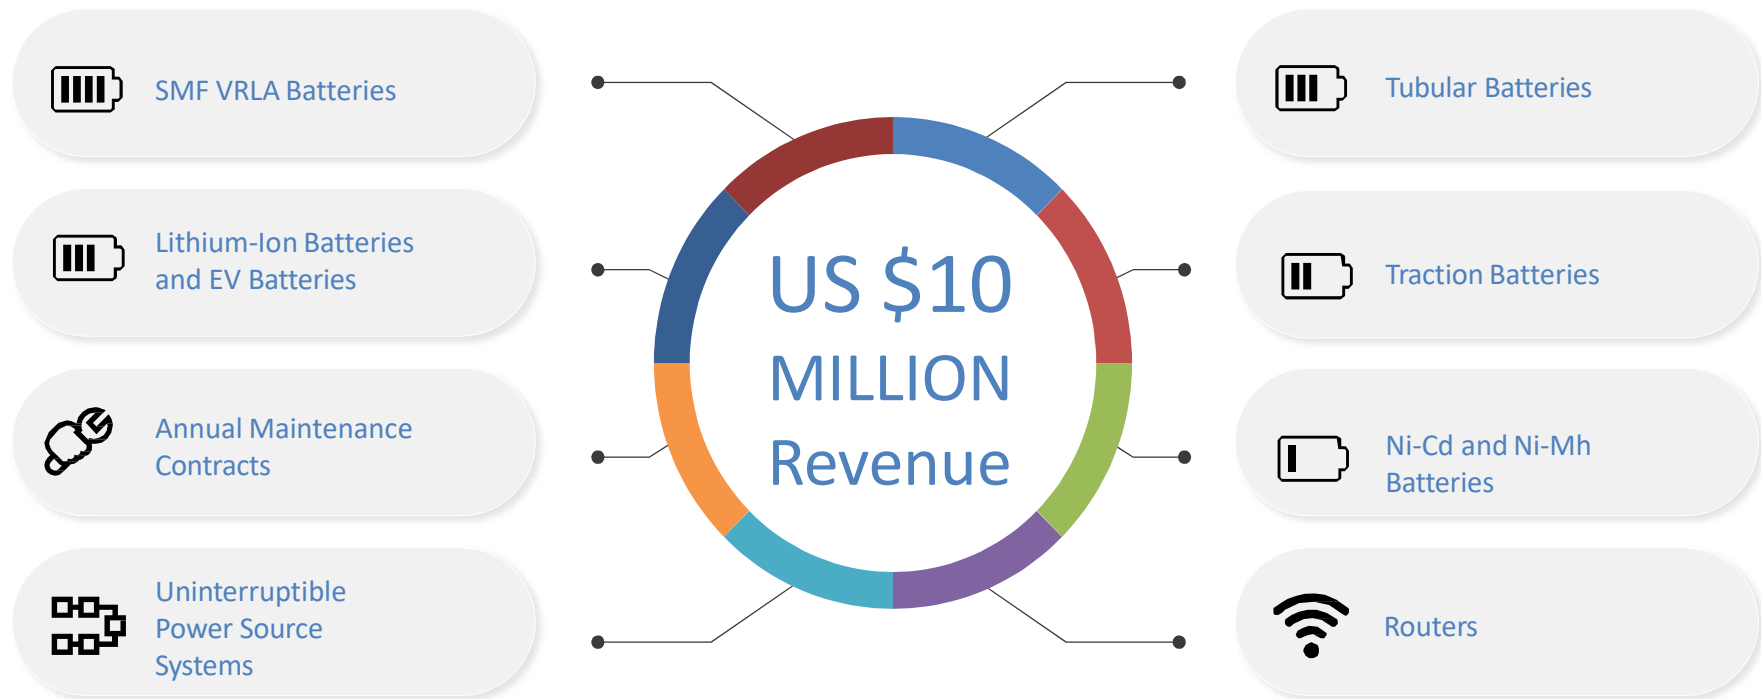 SMF VRLA Batteries
Lithium-Ion Batteries
and EV Batteries
Annual Maintenance
Contracts
Uninterruptible
Power Source
Systems
US $10
MILLION
Revenue
Tubular Batteries
Traction Batteries
Ni-Cd and Ni-Mh
Batteries
Routers